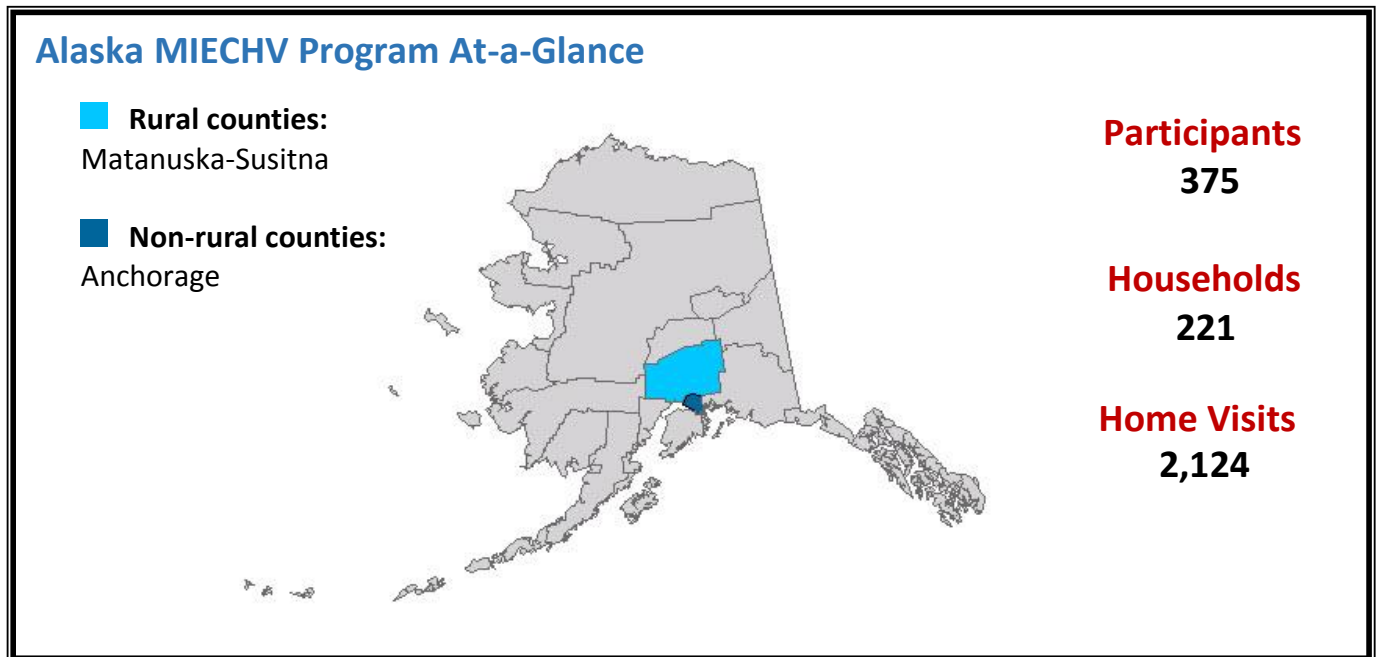 Alaska MIECHV Program At-a-Glance
Rural counties:
Matanuska-Susitna
Non-rural counties:
Anchorage
Participants
375
Households
221
Home Visits
2,124